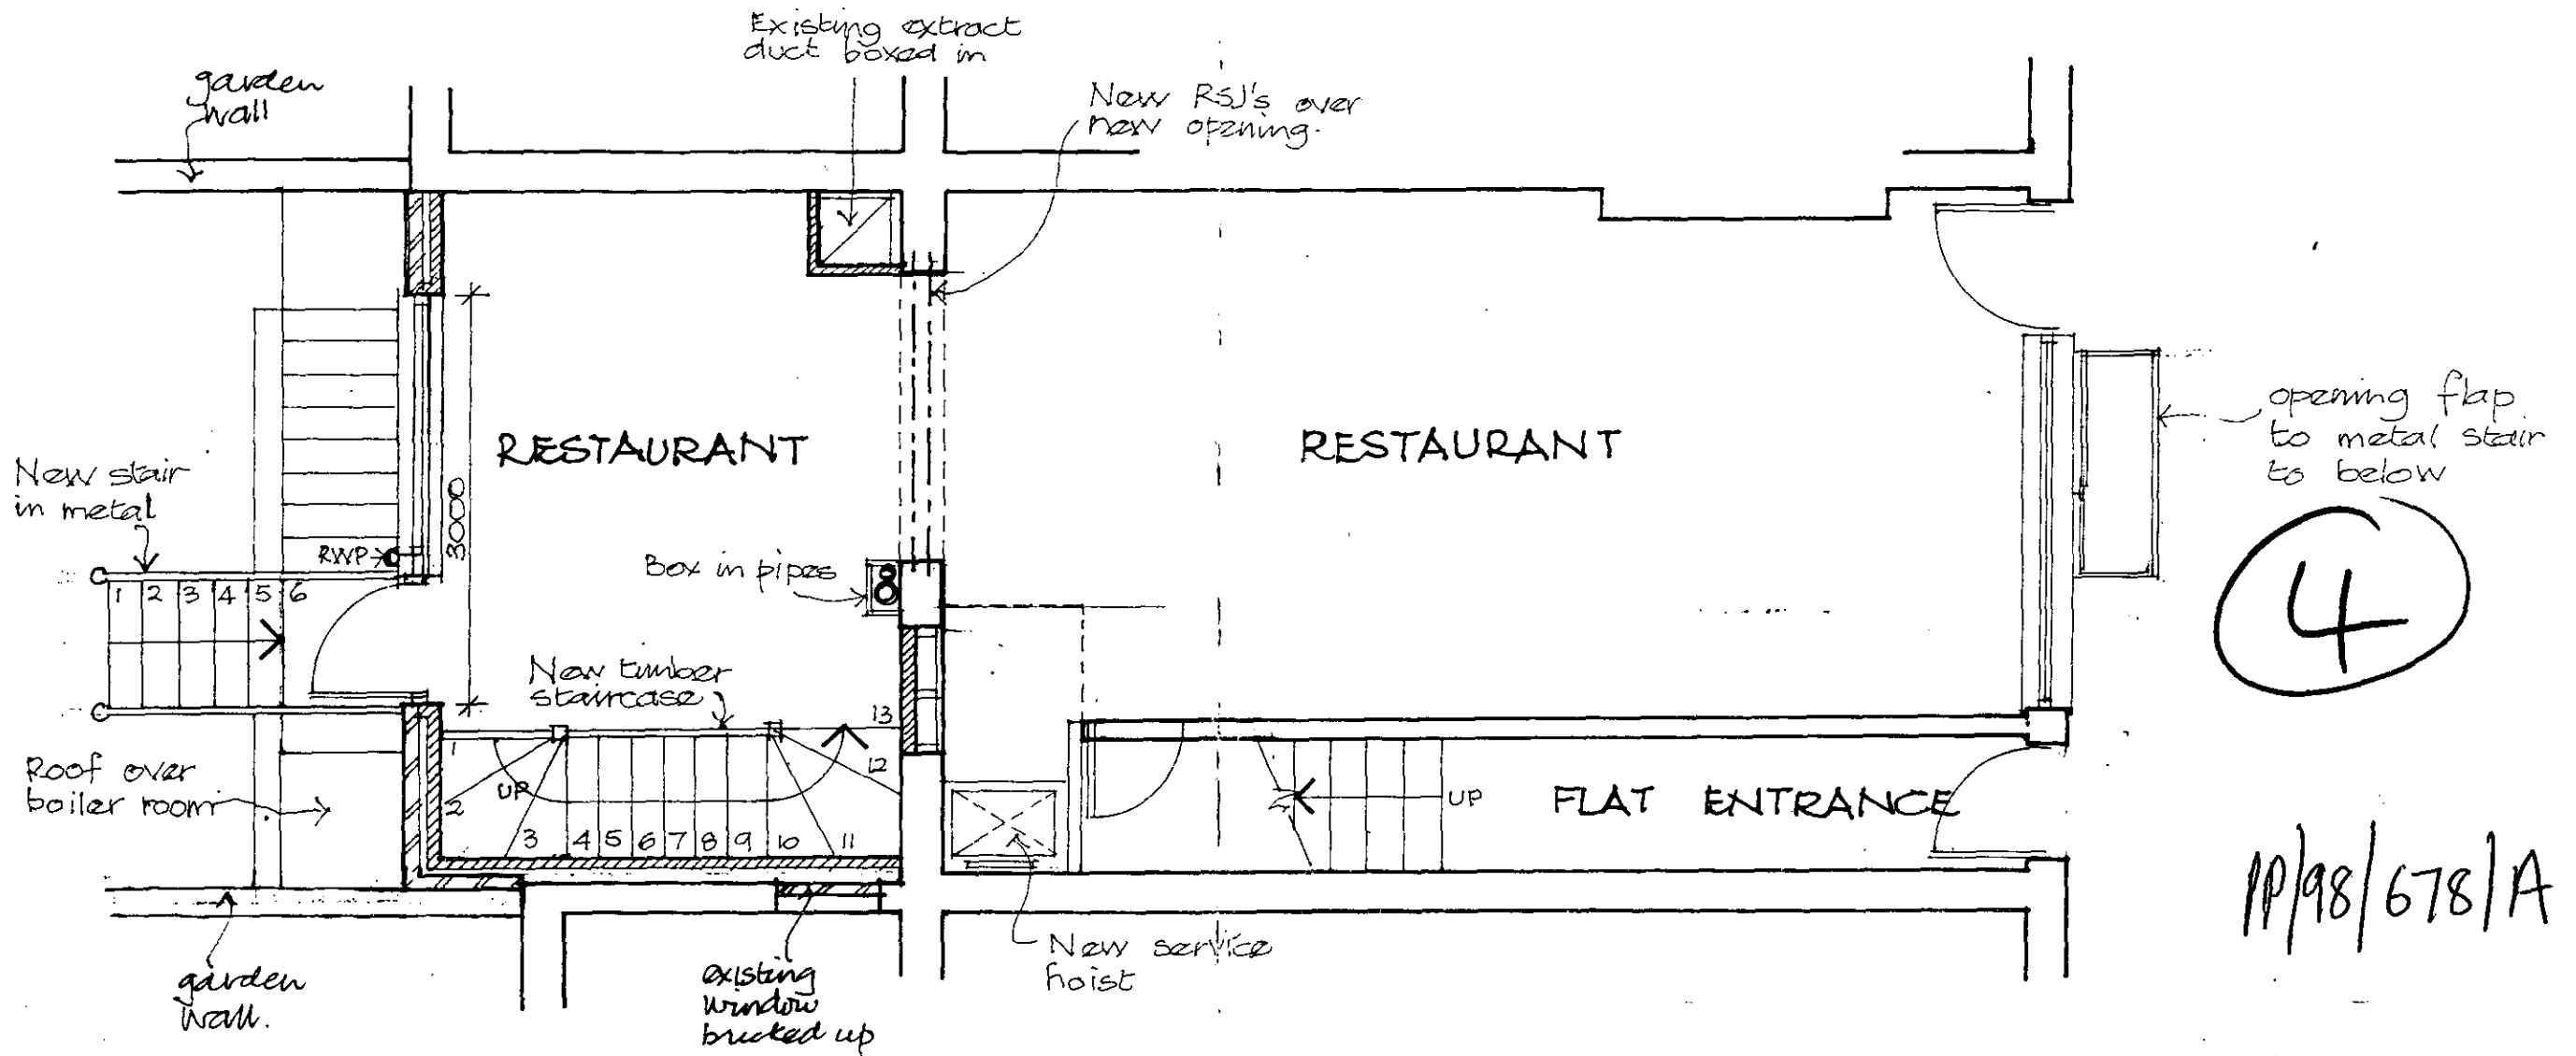 Existing extract
duct boxed in
garden
wall
New RSJ's over
new opening.
RESTAURANT
RESTAURANT
opening flap
to metal stair
to below
New stair
in metal
3000
RWP
Box in pipes
4
1 2 3 4 5 6
New timber
staircase
13
1
12
Roof over
boiler room
2
UP
UP
FLAT ENTRANCE
3 4 5 6 7 8 9 10 11
PP/98/678/A
New service
hoist
garden
wall.
existing
window
bricked up